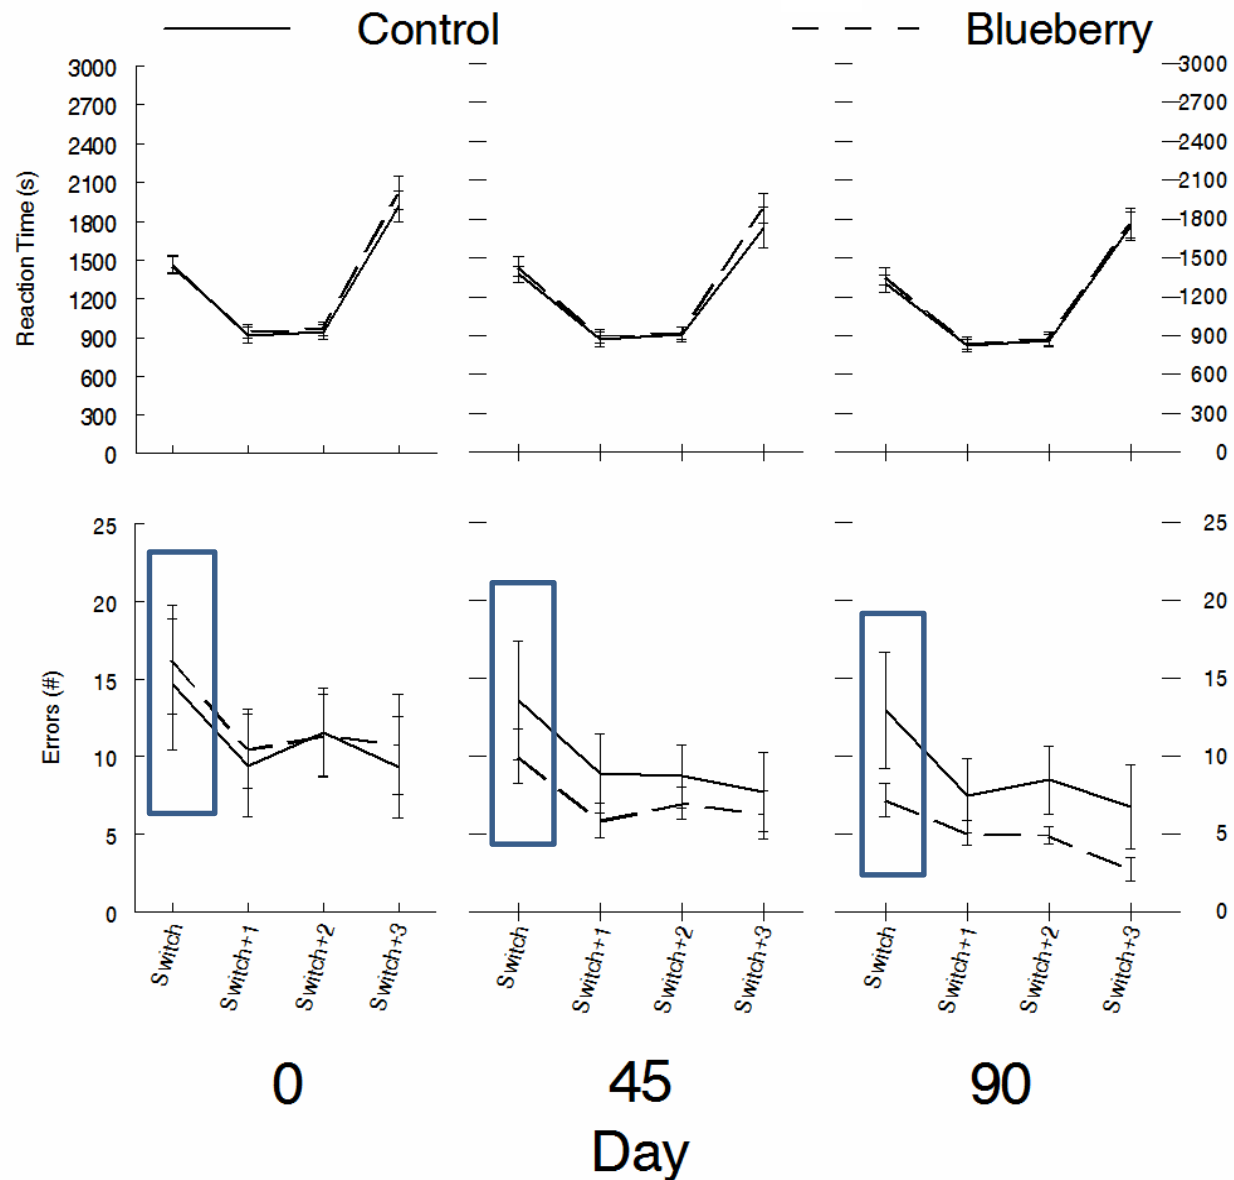 Control Blueberry
3000 3000
2700 2700
2400 2400
2100 2100
1800 1800
1500 1500
1200 1200
900 900
600 600
300 300
0 0
Reaction Time (s)
25 25
20 20
15 15
10 10
5 5
0 0
Errors (#)
Switch Switch+1 Switch+2 Switch+3 Switch Switch+1 Switch+2 Switch+3 Switch Switch+1 Switch+2 Switch+3
0 45 90
Day